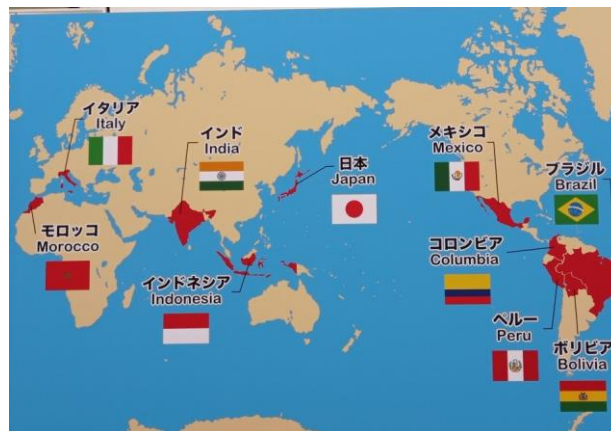 イタリア
Italy
インド
India
日本
Japan
メキシコ
Mexico
ブラジル
Brazil
モロッコ
Morocco
インドネシア
Indonesia
コロンビア
Columbia
ペルー
Peru
ボリビア
Bolivia